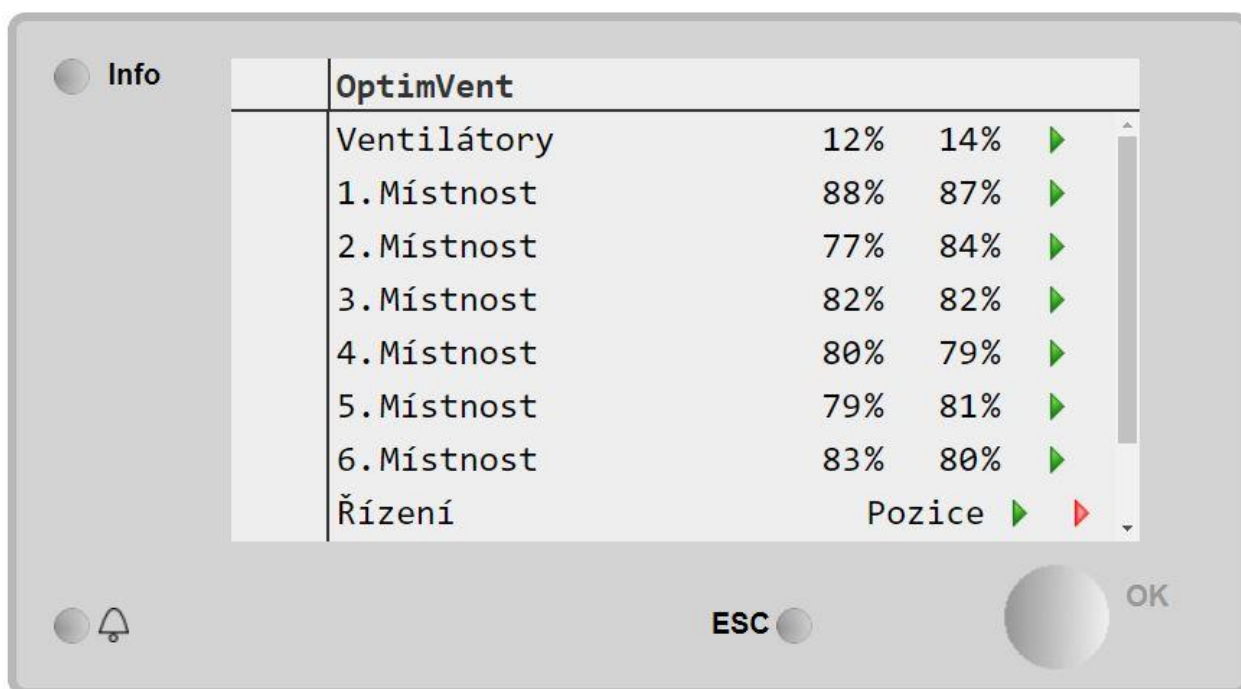 Info
OptimVent
Ventilátory 12% 14%
1.Místnost 88% 87%
2.Místnost 77% 84%
3.Místnost 82% 82%
4.Místnost 80% 79%
5.Místnost 79% 81%
6.Místnost 83% 80%
Řízení Pozice
ESC
OK